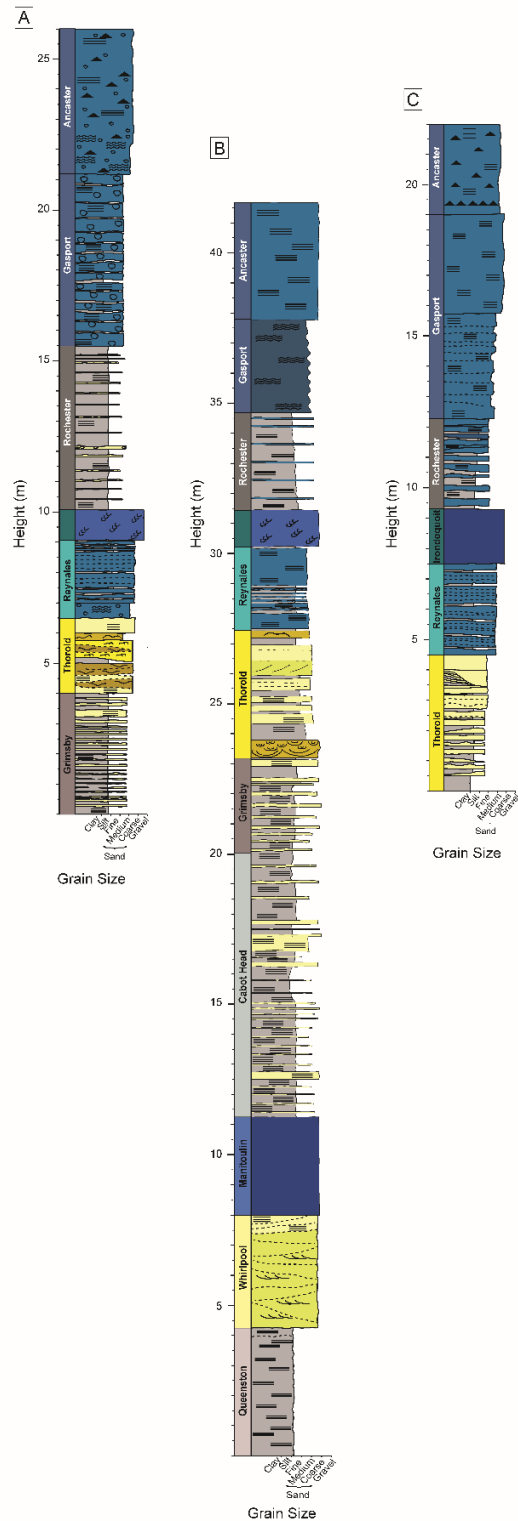 A
25
20
15
10
5
Height (m)
Ancaster
Gasport
Rochester
Reynales
Thorold
Grimsby
Clay
Silt
Fine
Medium
Coarse
Gravel
Sand
Grain Size
B
40
35
30
25
20
15
10
5
Height (m)
Ancaster
Gasport
Rochester
Reynales
Thorold
Grimsby
Cabot Head
Manitoulin
Whirlpool
Queenston
Clay
Silt
Fine
Medium
Coarse
Gravel
Sand
Grain Size
C
20
15
10
5
Height (m)
Ancaster
Gasport
Rochester
Irondequoit
Reynales
Thorold
Clay
Silt
Fine
Medium
Coarse
Gravel
Sand
Grain Size